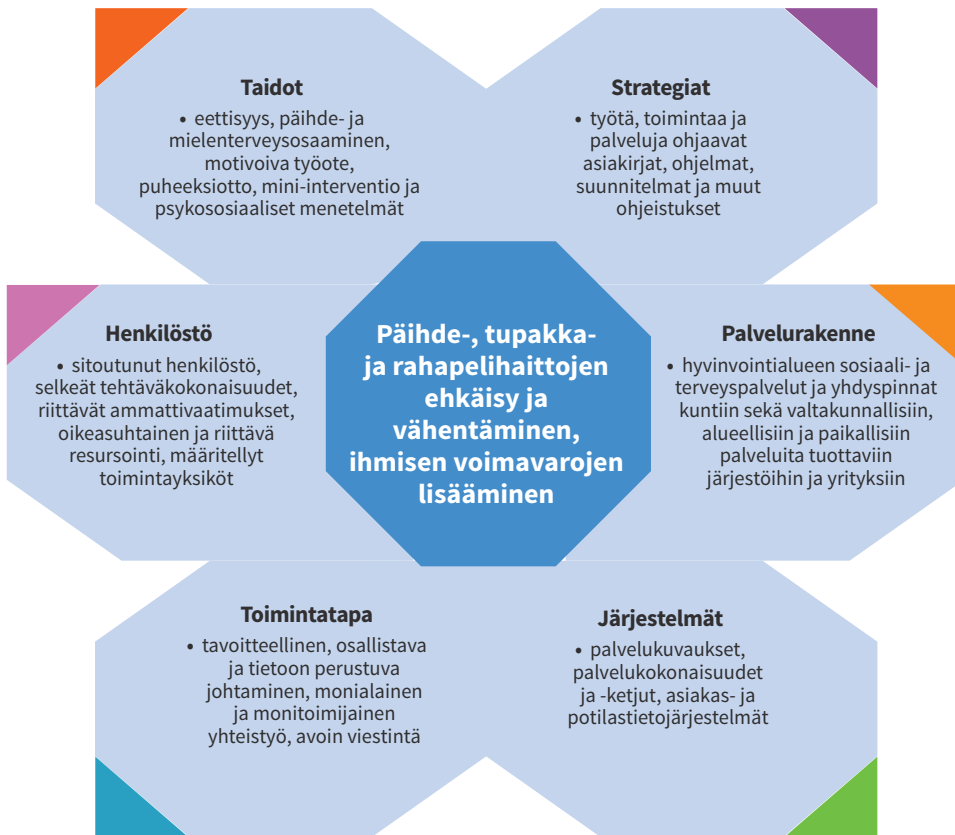 Taidot
• eettisyys, päihde- ja
mielenterveysosaaminen,
motivoiva työote,
puheeksiotto, mini-interventio ja
psykososiaaliset menetelmät
Strategiat
• työtä, toimintaa ja
palveluja ohjaavat
asiakirjat, ohjelmat,
suunnitelmat ja muut
ohjeistukset
Henkilöstö
• sitoutunut henkilöstö,
selkeät tehtäväkokonaisuudet,
riittävät ammattivaatimukset,
oikeasuhtainen ja riittävä
resursointi, määritellyt
toimintayksiköt
Päihde-, tupakka-
ja rahapelihaittojen
ehkäisy ja
vähentäminen,
ihmisen voimavarojen
lisääminen
Palvelurakenne
• hyvinvointialueen sosiaali- ja
terveyspalvelut ja yhdyspinnat
kuntiin sekä valtakunnallisiin,
alueellisiin ja paikallisiin
palveluita tuottaviin
järjestöihin ja yrityksiin
Toimintatapa
• tavoitteellinen, osallistava
ja tietoon perustuva
johtaminen, monialainen
ja monitoimijainen
yhteistyö, avoin viestintä
Järjestelmät
• palvelukuvaukset,
palvelukokonaisuudet
ja -ketjut, asiakas- ja
potilastietojärjestelmät